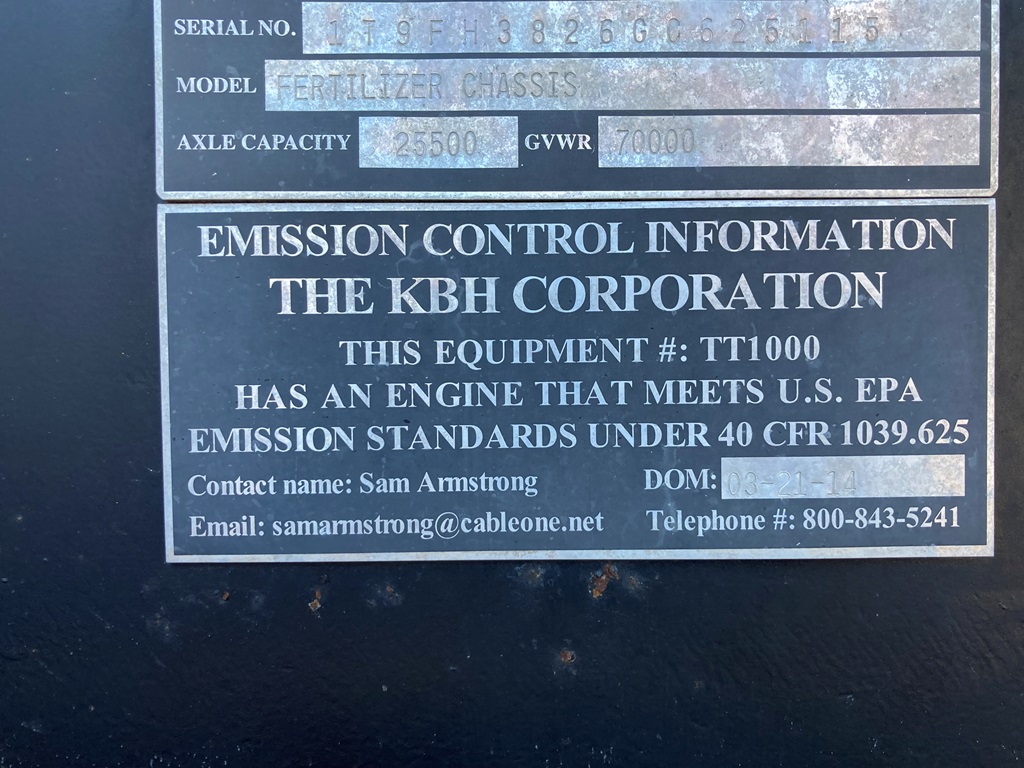 SERIAL NO. 1T9FH3826GC625115
MODEL FERTILIZER CHASSIS
AXLE CAPACITY 25500 GVWR 70000
EMISSION CONTROL INFORMATION
THE KBH CORPORATION
THIS EQUIPMENT #: TT1000
HAS AN ENGINE THAT MEETS U.S. EPA
EMISSION STANDARDS UNDER 40 CFR 1039.625
Contact name: Sam Armstrong DOM: 03-21-14
Email: samarmstrong@cableone.net Telephone #: 800-843-5241